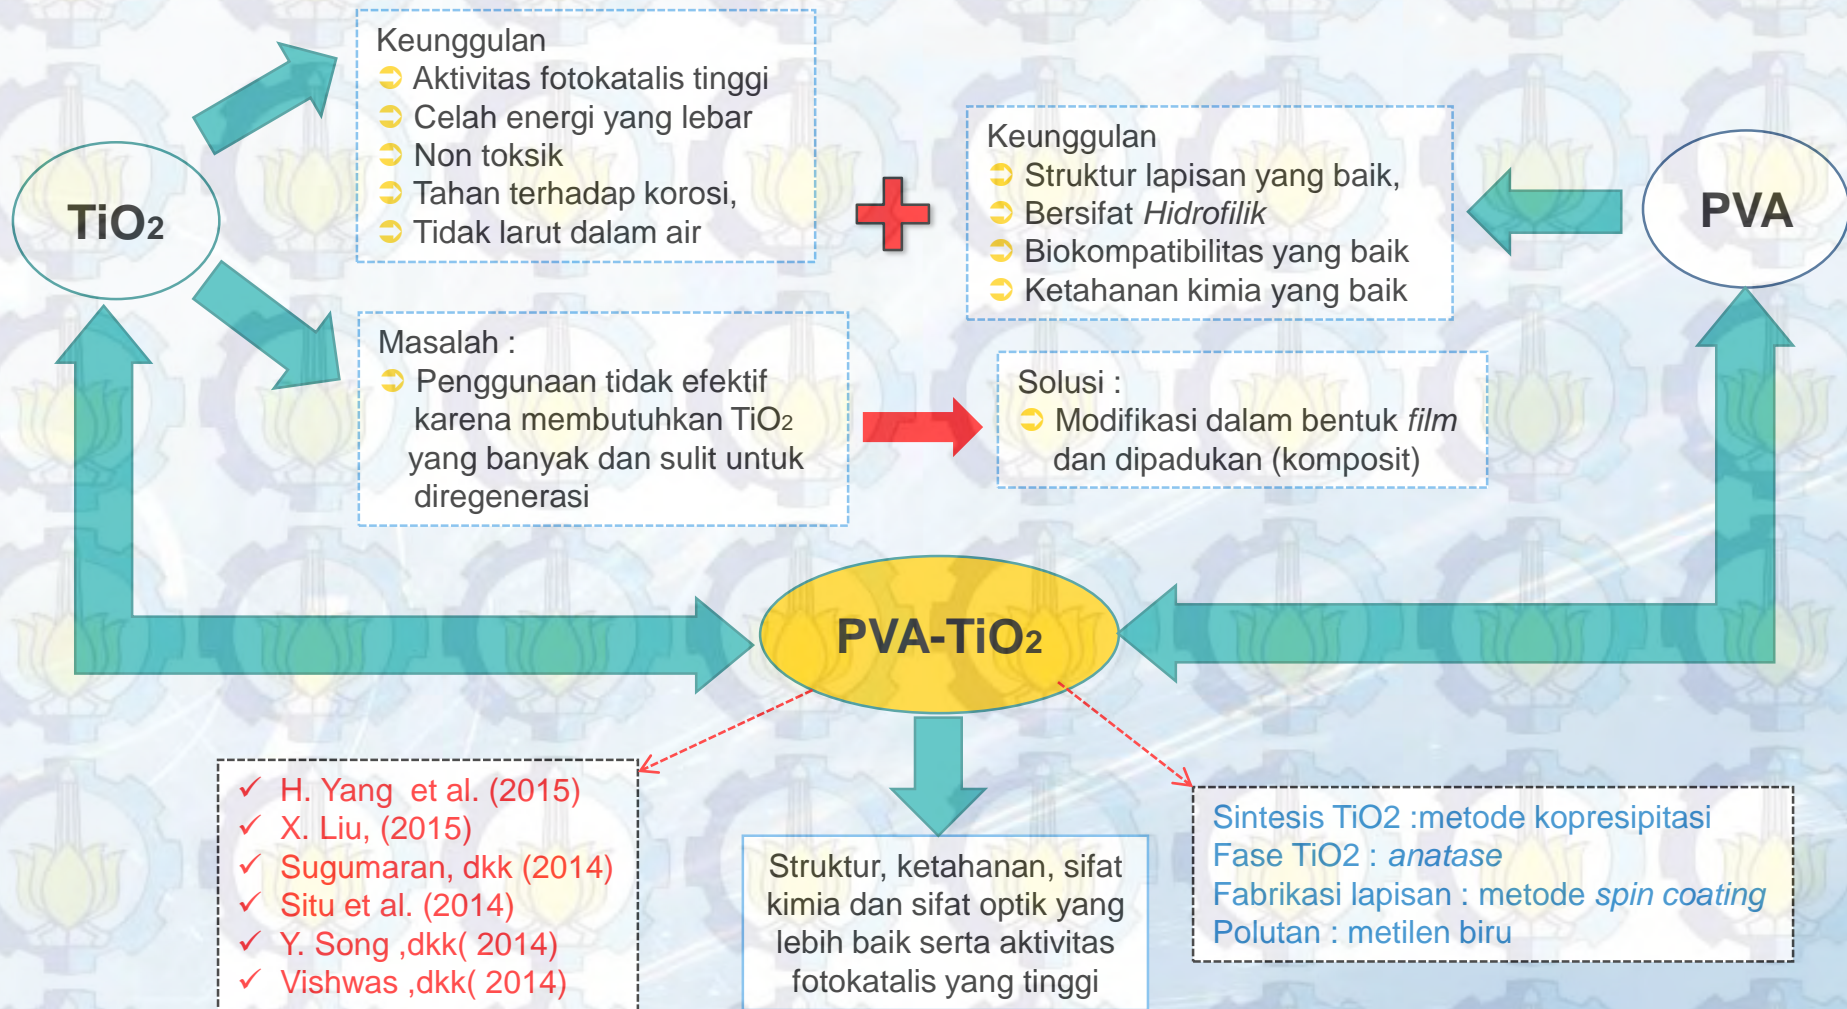 TiO2
Keunggulan
Aktivitas fotokatalis tinggi
Celah energi yang lebar
Non toksik
Tahan terhadap korosi,
Tidak larut dalam air
Keunggulan
Struktur lapisan yang baik,
Bersifat Hidrofilik
Biokompatibilitas yang baik
Ketahanan kimia yang baik
PVA
Masalah :
Penggunaan tidak efektif
karena membutuhkan TiO2
yang banyak dan sulit untuk
diregenerasi
Solusi :
Modifikasi dalam bentuk film
dan dipadukan (komposit)
PVA-TiO2
✓ H. Yang et al. (2015)
✓ X. Liu, (2015)
✓ Sugumaran, dkk (2014)
✓ Situ et al. (2014)
✓ Y. Song ,dkk( 2014)
✓ Vishwas ,dkk( 2014)
Struktur, ketahanan, sifat
kimia dan sifat optik yang
lebih baik serta aktivitas
fotokatalis yang tinggi
Sintesis TiO2 :metode kopresipitasi
Fase TiO2 : anatase
Fabrikasi lapisan : metode spin coating
Polutan : metilen biru